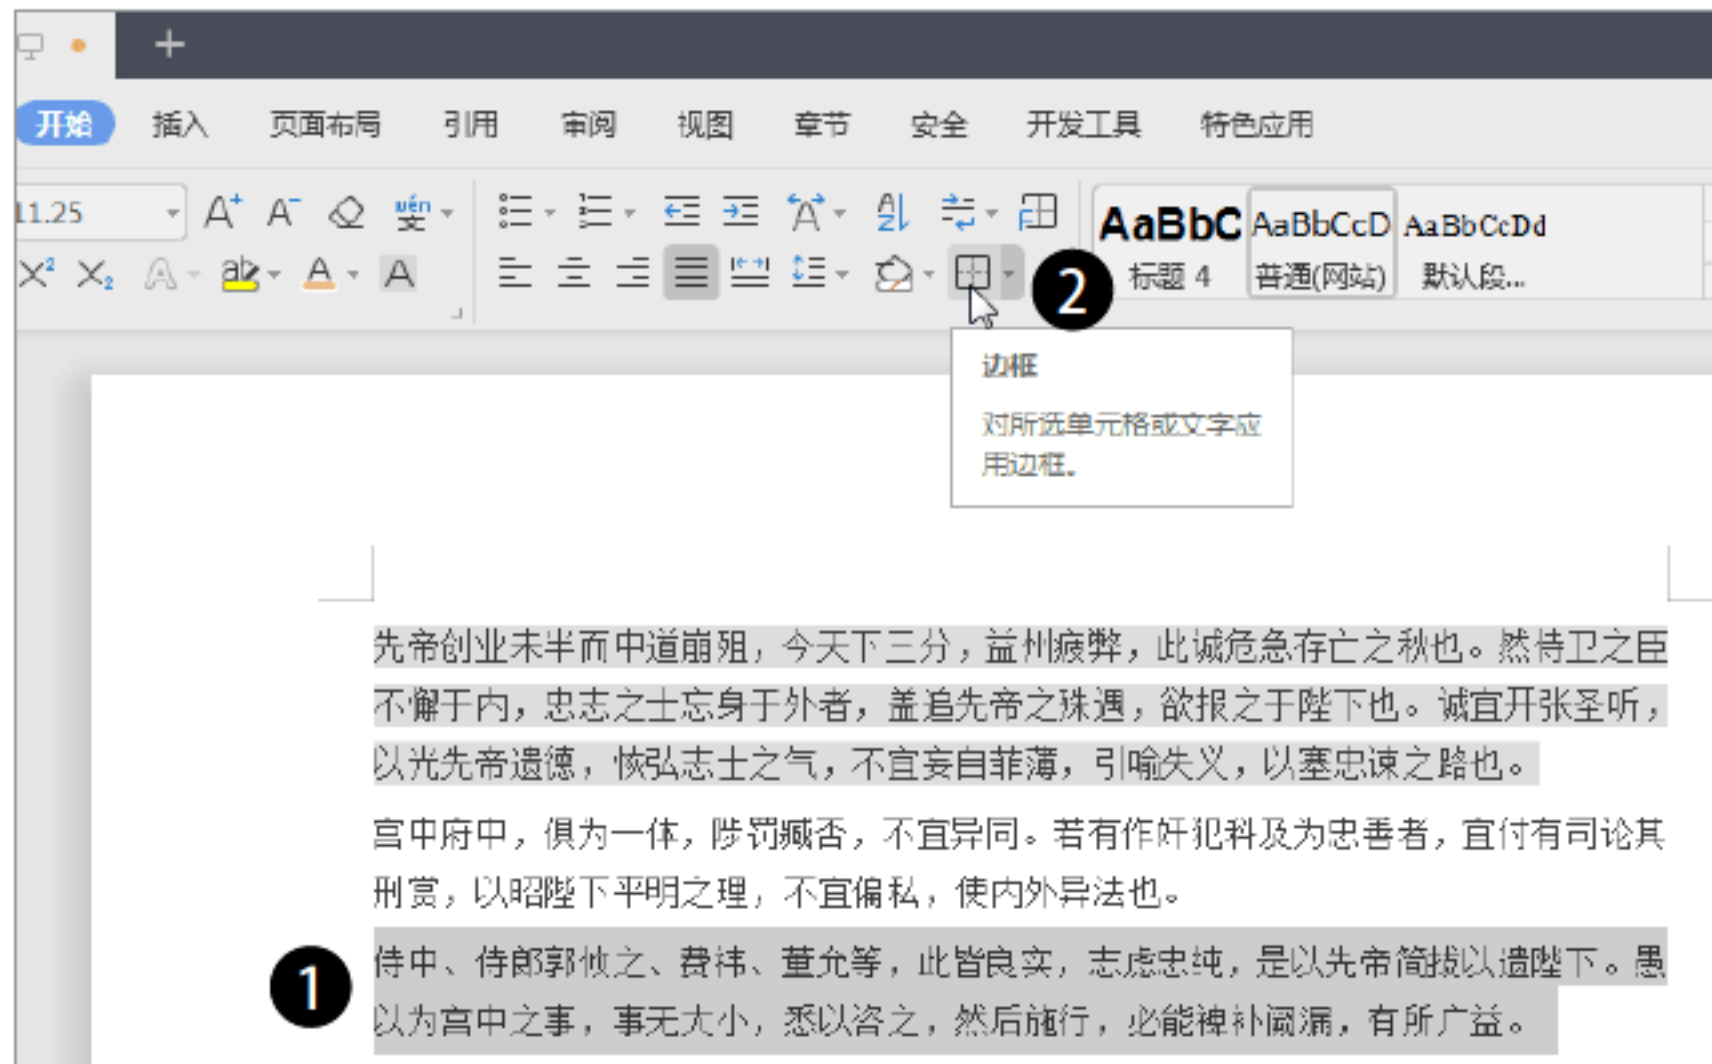 开始 插入 页面布局 引用 审阅 视图 章节 安全 开发工具 特色应用
11.25 A+ A- wén文 AaBbC AaBbCcD AaBbCcDd
X² X₂ A ab A A 2 标题 4 普通(网站) 默认段...
边框
对所选单元格或文字应
用边框。
先帝创业未半而中道崩殂，今天下三分，益州疲弊，此诚危急存亡之秋也。然侍卫之臣
不懈于内，忠志之士忘身于外者，盖追先帝之殊遇，欲报之于陛下也。诚宜开张圣听，
以光先帝遗德，恢弘志士之气，不宜妄自菲薄，引喻失义，以塞忠谏之路也。
宫中府中，俱为一体，陟罚臧否，不宜异同。若有作奸犯科及为忠善者，宜付有司论其
刑赏，以昭陛下平明之理，不宜偏私，使内外异法也。
1 侍中、侍郎郭攸之、费祎、董允等，此皆良实，志虑忠纯，是以先帝简拔以遗陛下。愚
以为宫中之事，事无大小，悉以咨之，然后施行，必能裨补阙漏，有所广益。